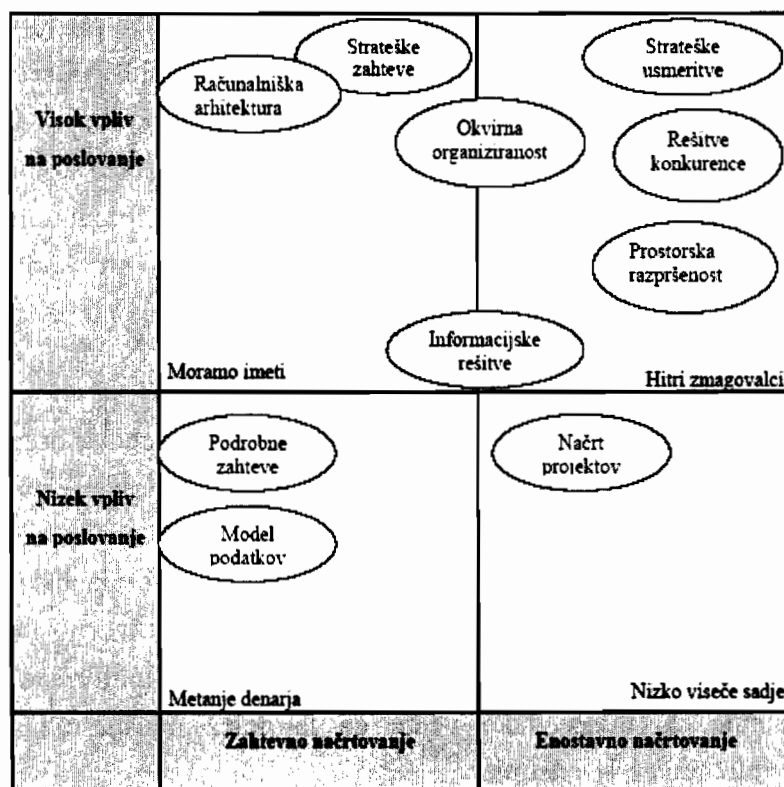 Visok vpliv
na poslovanje
Strateške
zahteve
Računalniška
arhitektura
Okvirna
organiziranost
Informacijske
rešitve
Moramo imeti
Strateške
usmeritve
Rešitve
konkurence
Prostorska
razpršenost
Hitri zmagovalci
Nizek vpliv
na poslovanje
Podrobne
zahteve
Model
podatkov
Metanje denarja
Načrt
projektov
Nizko viseče sadje
Zahtevno načrtovanje
Enostavno načrtovanje